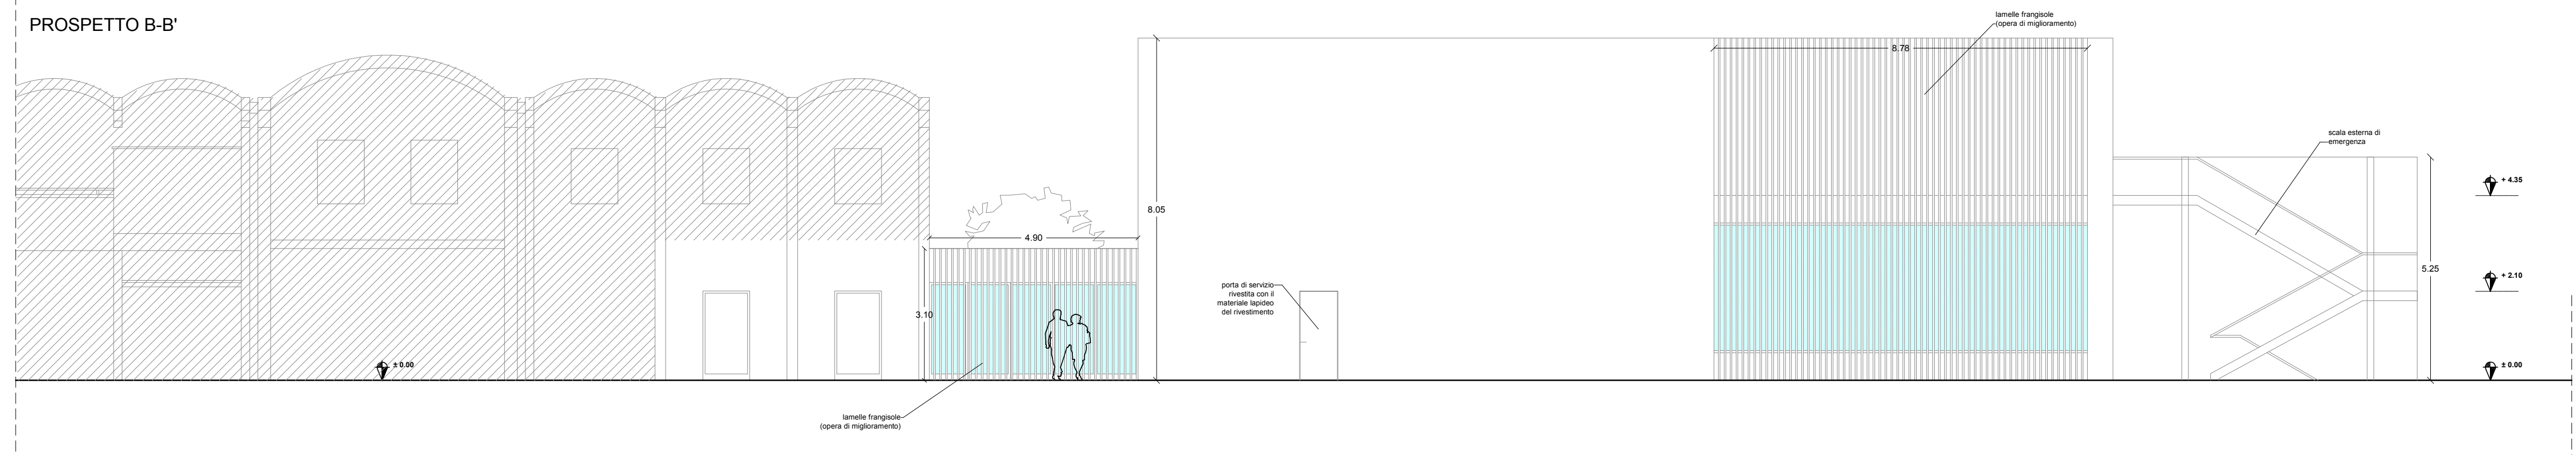 PROSPETTO B-B'
lamelle frangisole
(opera di miglioramento)
8.78
scala esterna di
emergenza
+ 4.35
8.05
4.90
5.25
+ 2.10
porta di servizio
rivestita con il
materiale lapideo
del rivestimento
3.10
± 0.00
± 0.00
lamelle frangisole
(opera di miglioramento)